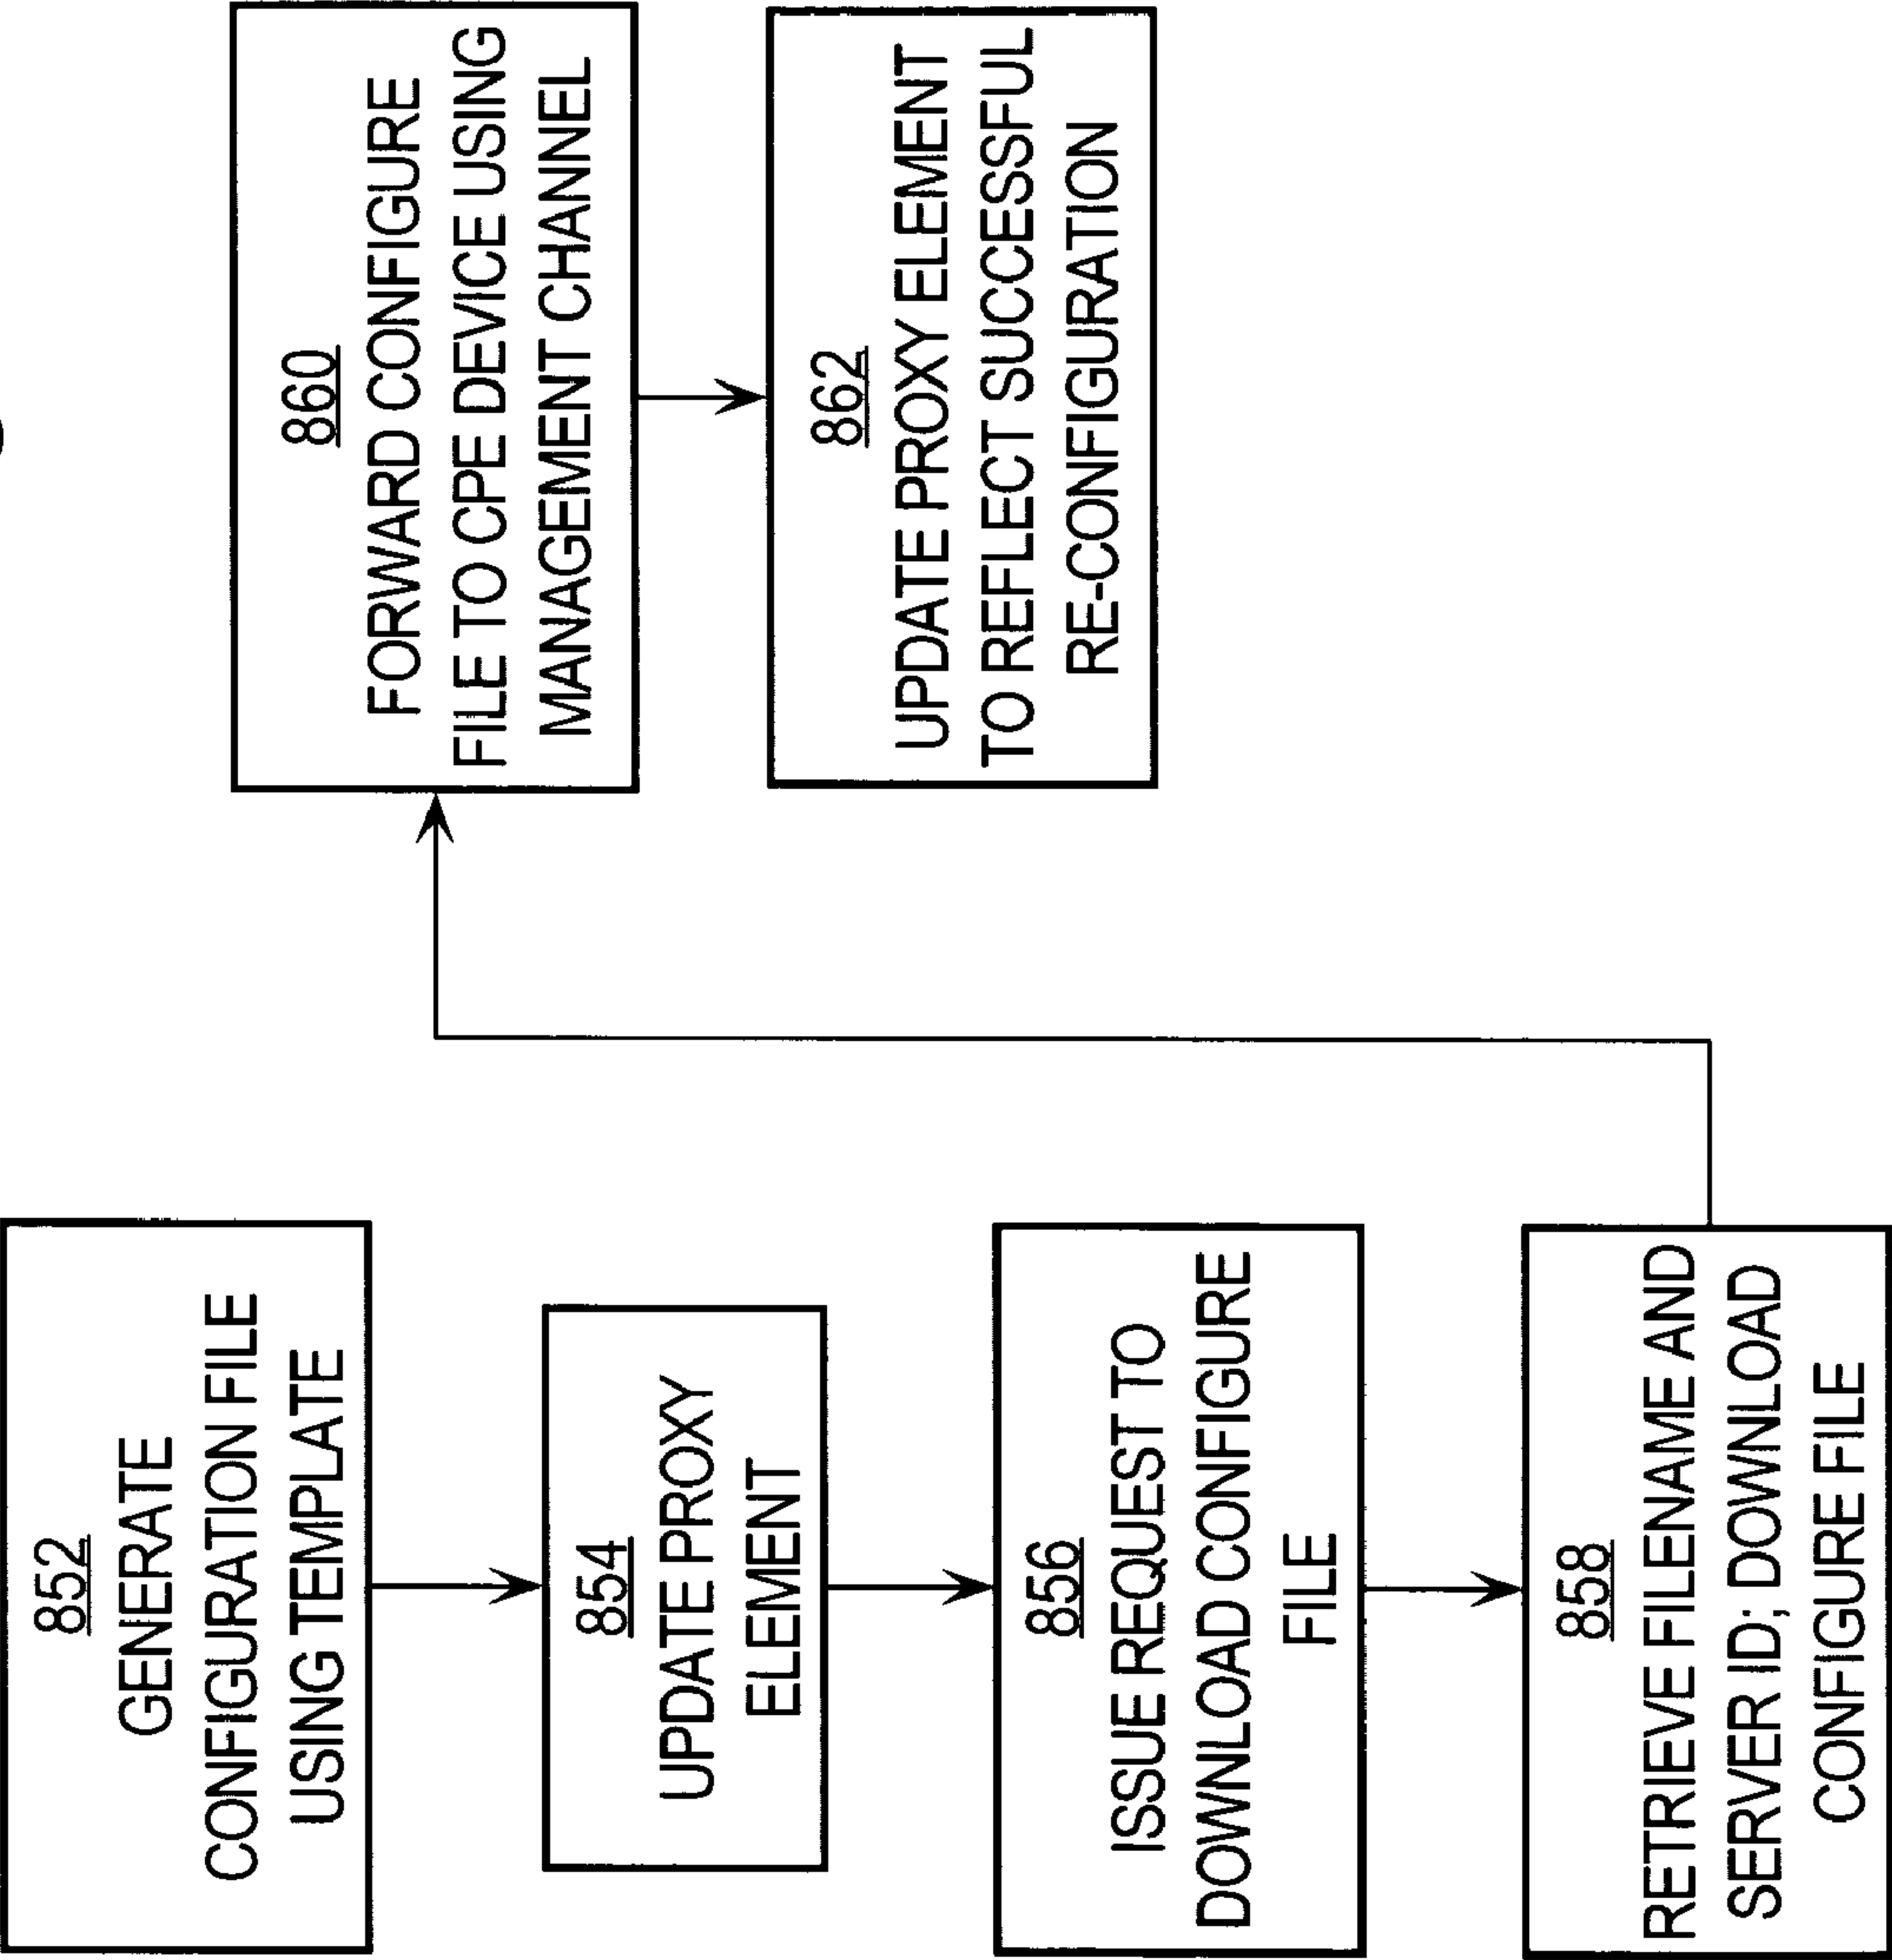 852
GENERATE
CONFIGURATION FILE
USING TEMPLATE
854
UPDATE PROXY
ELEMENT
856
ISSUE REQUEST TO
DOWNLOAD CONFIGURE
FILE
858
RETRIEVE FILENAME AND
SERVER ID; DOWNLOAD
CONFIGURE FILE
860
FORWARD CONFIGURE
FILE TO CPE DEVICE USING
MANAGEMENT CHANNEL
862
UPDATE PROXY ELEMENT
TO REFLECT SUCCESSFUL
RE-CONFIGURATION